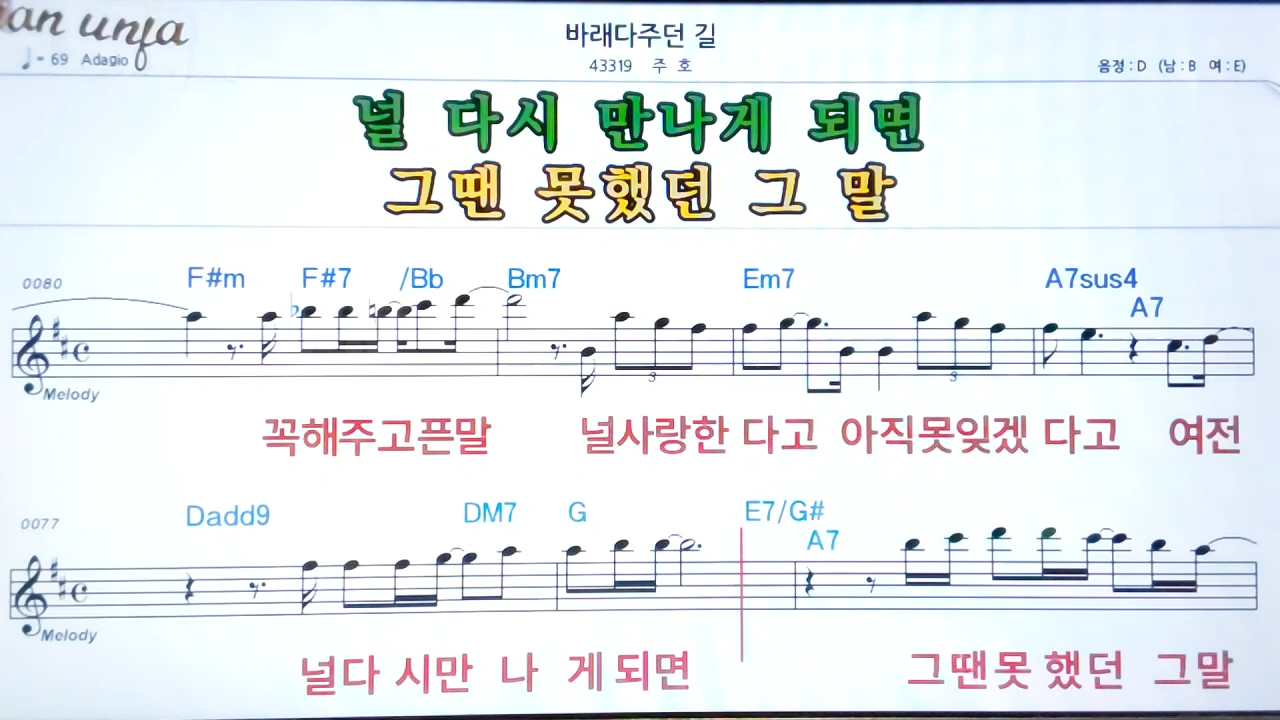 an unja
바래다주던 길
♩= 69 Adagio
43319 주 호
음정 : D (남 : B 여 : E)
널 다시 만나게 되면
그땐 못했던 그 말
0080 F#m F#7 /Bb Bm7 Em7 A7sus4 A7
3 3
Melody
꼭해주고픈말 널사랑한 다고 아직못잊겠 다고 여전
0077 Dadd9 DM7 G E7/G# A7
Melody
널다 시만 나 게되면 그땐못 했던 그말